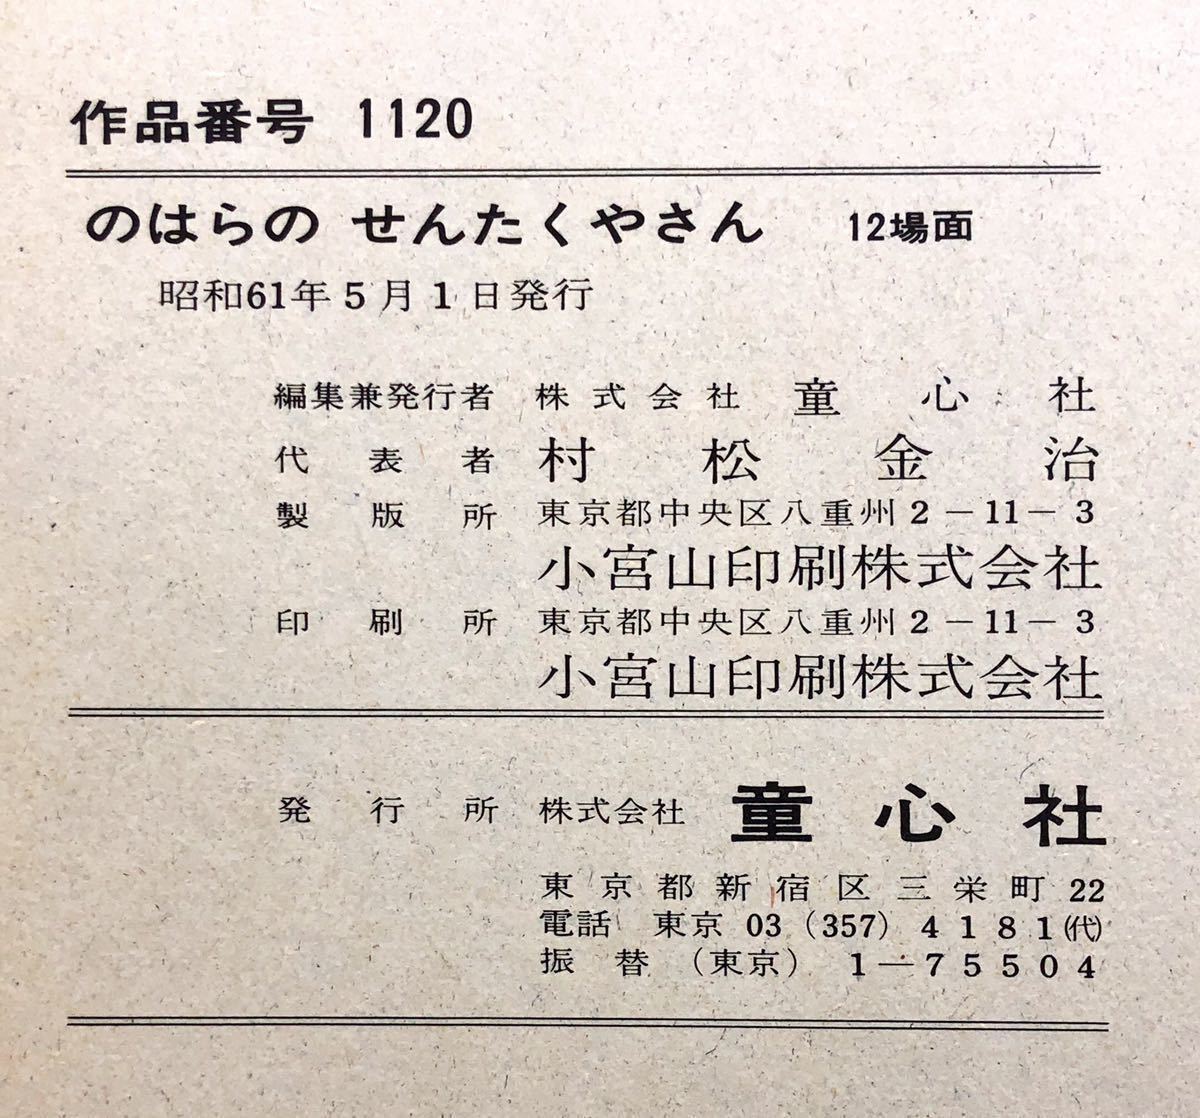 作品番号 1120
のはらの せんたくやさん 12場面
昭和61年5月1日発行
編集兼発行者 株式会社 童心社
代表者 村松金治
製版所 東京都中央区八重州2－11－3
小宮山印刷株式会社
印刷所 東京都中央区八重州2－11－3
小宮山印刷株式会社
発行所 株式会社 童心社
東京都新宿区三栄町22
電話 東京 03（357）4181㈹
振替（東京）1―75504